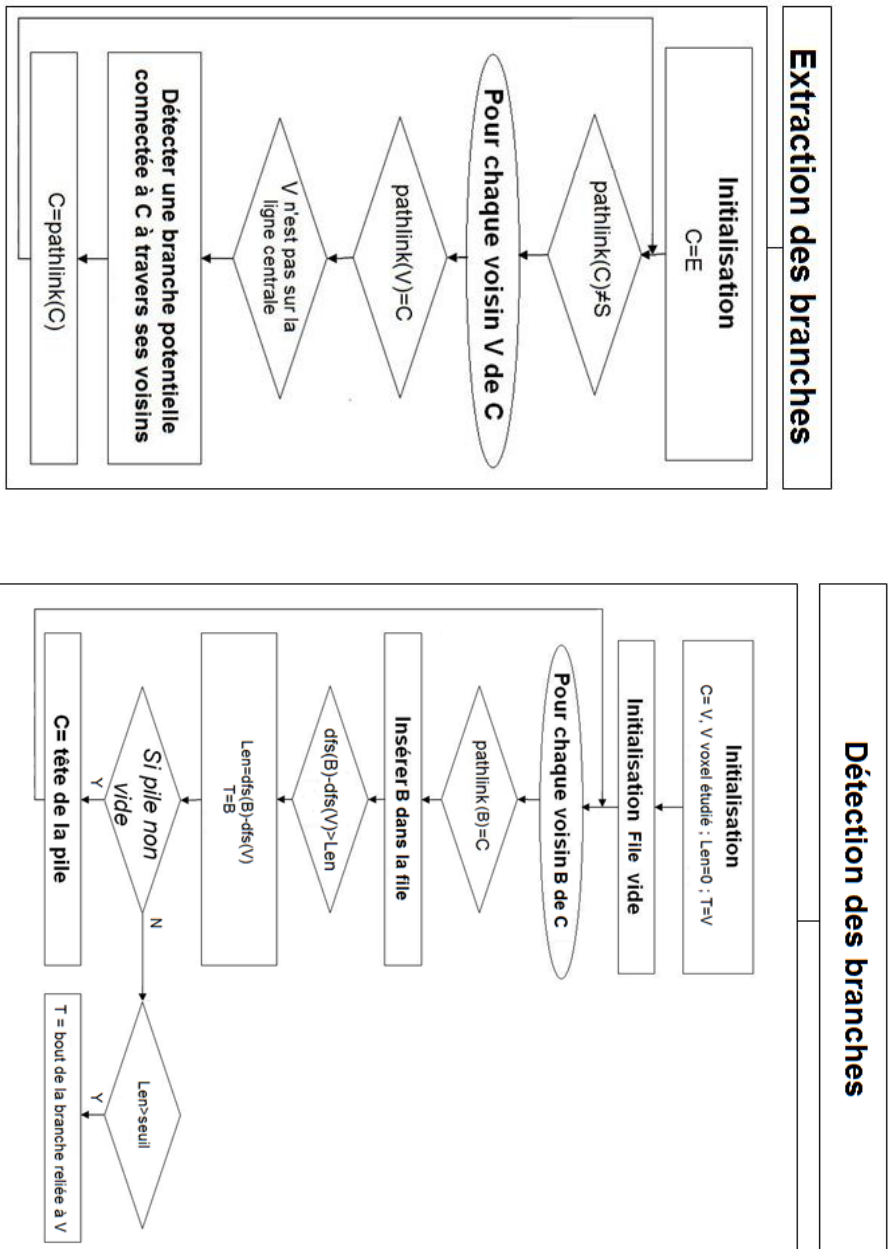 Extraction des branches
Initialisation
C=E
pathlink(C)≠S
Pour chaque voisin V de C
pathlink(V)=C
V n'est pas sur la
ligne centrale
Détecter une branche potentielle
connectée à C à travers ses voisins
C=pathlink(C)
Détection des branches
Initialisation
C= V, V voxel étudié ; Len=0 ; T=V
Initialisation File vide
Pour chaque voisin B de C
pathlink(B)=C
Insérer B dans la file
dfs(B)-dfs(V)>Len
Len=dfs(B)-dfs(V)
T=B
Si pile non
vide
Y
N
C= tête de la pile
Len>seuil
Y
T = bout de la branche reliée à V